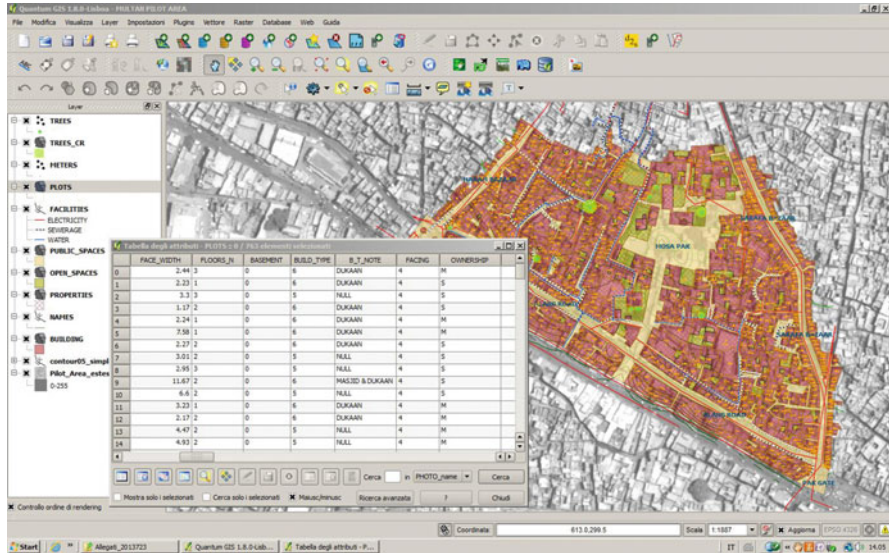 Quantum GIS 1.8.0-Lisboa - MULTAN PILOT AREA
File Modifica Visualizza Layer Impostazioni Plugins Vettore Raster Database Web Guida
Layer
TREES
TREES_CR
METERS
PLOTS
FACILITIES
ELECTRICITY
SEWERAGE
WATER
PUBLIC_SPACES
OPEN_SPACES
PROPERTIES
NAMES
BUILDING
contour05_simpl
Pilot_Area_estes
0-255
Controllo ordine di rendering
Tabella degli attributi - PLOTS :: 0 / 763 elementi selezionati
FACE_WIDTH FLOORS_N BASEMENT BUILD_TYPE B_T_NOTE FACING OWNERSHIP
0 2.44 3 0 6 DUKAAN 4 M
1 2.23 1 0 6 DUKAAN 4 S
2 3.3 3 0 5 NULL 4 S
3 1.17 2 0 6 DUKAAN 4 S
4 2.24 1 0 6 DUKAAN 4 M
5 7.58 1 0 6 DUKAAN 4 M
6 2.27 2 0 6 DUKAAN 4 S
7 3.01 2 0 5 NULL 4 S
8 2.95 3 0 5 NULL 4 M
9 11.67 2 0 6 MASJID & DUKAAN 4 S
10 6.6 2 0 5 NULL 4 S
11 3.23 1 0 6 DUKAAN 4 M
12 2.17 2 0 6 DUKAAN 4 M
13 4.47 2 0 5 NULL 4 M
14 4.93 2 0 5 NULL 4 M
Cerca in PHOTO_name Cerca
Mostra solo i selezionati Cerca solo i selezionati Maiusc/minusc Ricerca avanzata ? Chiudi
MUSA PAK
ALANG ROAD
PAK GATE
Coordinate: 613.0,299.5 Scala 1:1887 Aggiorna EPSG 4326
Start Allegati_2013723 Quantum GIS 1.8.0-Lisb... Tabella degli attributi - P... IT 14.05